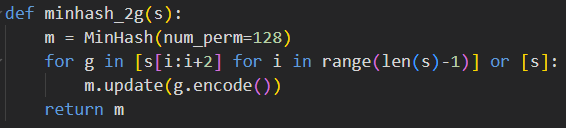 def minhash_2g(s):
    m = MinHash(num_perm=128)
    for g in [s[i:i+2] for i in range(len(s)-1)] or [s]:
        m.update(g.encode())
    return m